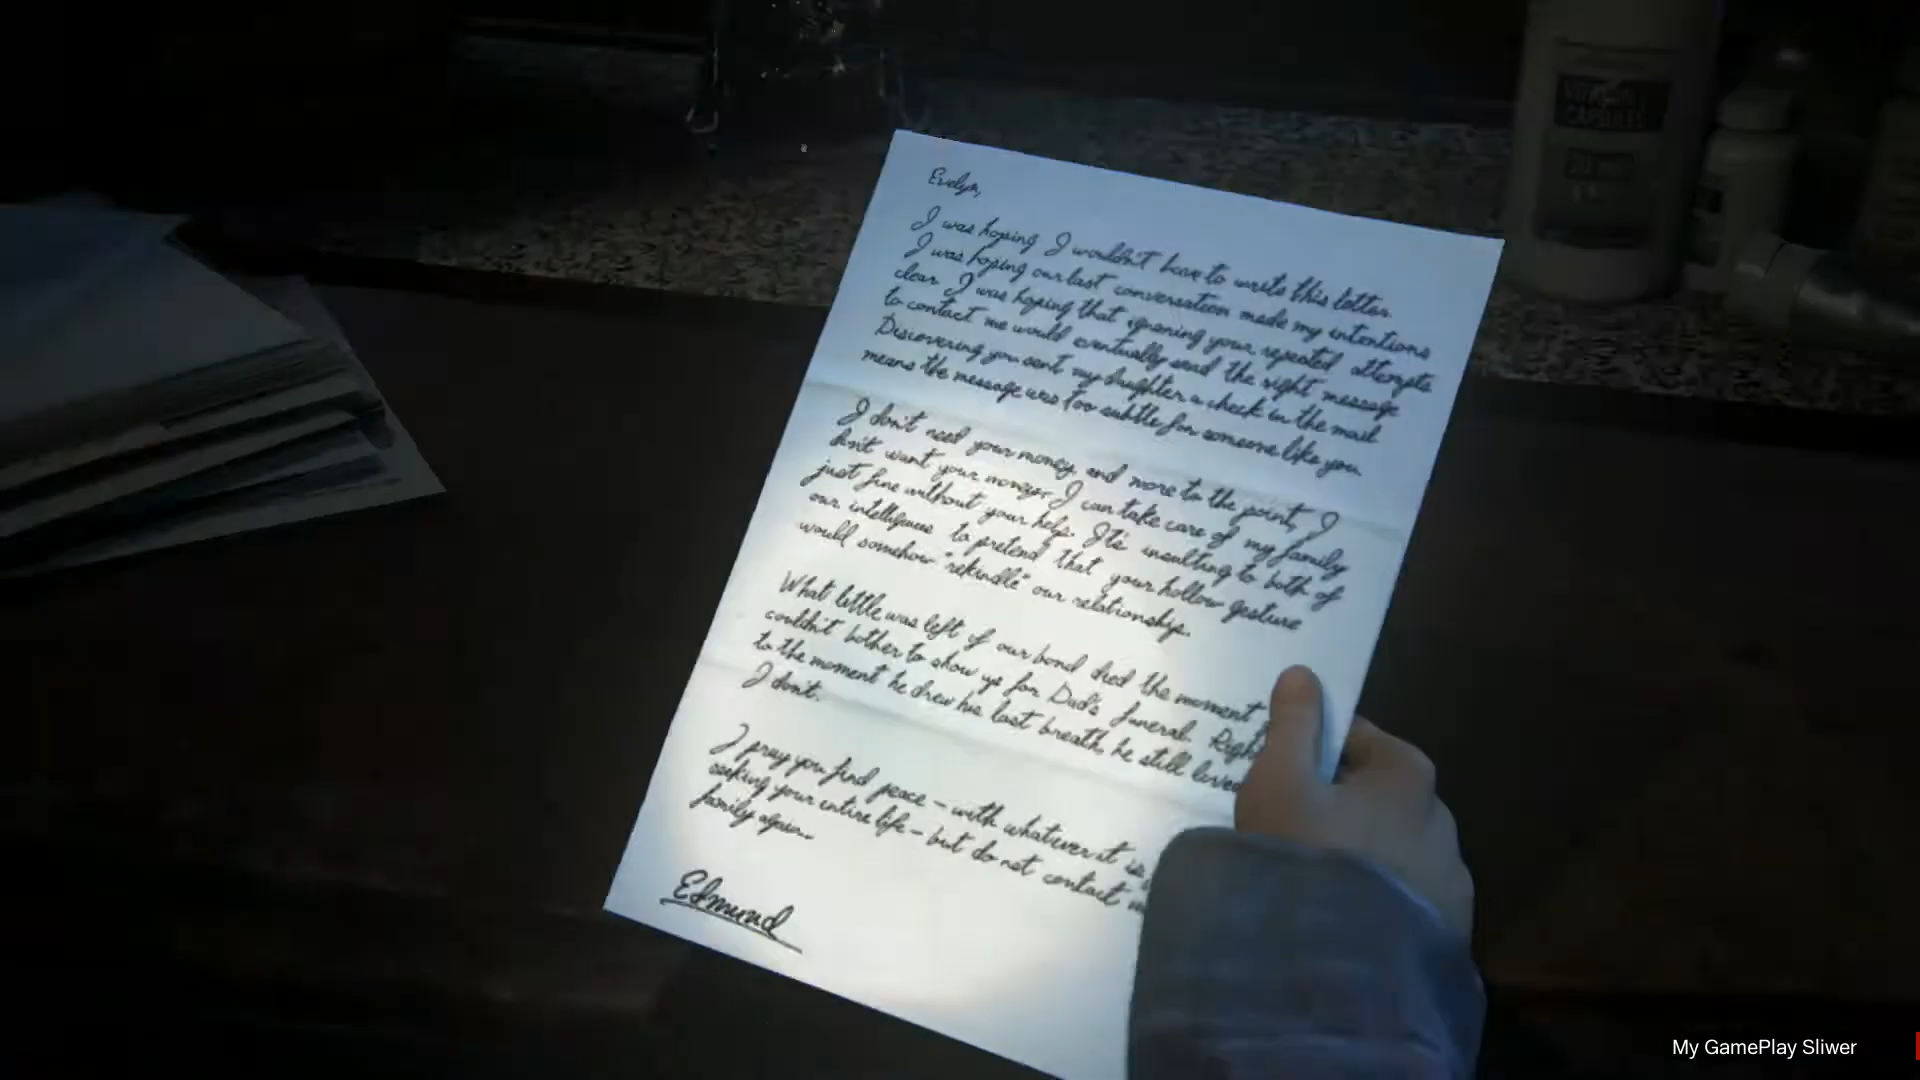 Evelyn,
I was hoping I wouldn't have to write this letter.
I was hoping our last conversation made my intentions
clear. I was hoping that ignoring your repeated attempts
to contact me would eventually send the right message
Discovering you sent my daughter a check in the mail
means the message was too subtle for someone like you.
I don't need your money, and more to the point, I
don't want your money. I can take care of my family
just fine without your help. It's insulting to both of
our intelligences to pretend that your hollow gesture
would somehow "rekindle" our relationship.
What little was left of our bond died the moment
couldn't bother to show up for Dad's funeral. Right
to the moment he drew his last breath, he still loved
I don't.
I pray you find peace – with whatever it is
seeking your entire life – but do not contact
family again.
Edmund
CAPSULES
My GamePlay Sliwer